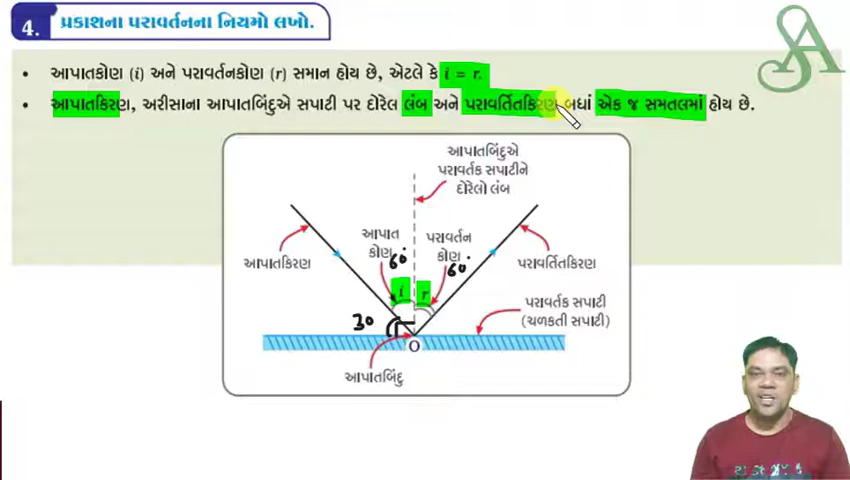 4. પ્રકાશના પરાવર્તનના નિયમો લખો.
• આપાતકોણ (i) અને પરાવર્તનકોણ (r) સમાન હોય છે, એટલે કે i = r.
• આપાતકિરણ, અરીસાના આપાતબિંદુએ સપાટી પર દોરેલ લંબ અને પરાવર્તિતકિરણ બધાં એક જ સમતલમાં હોય છે.
આપાતબિંદુએ
પરાવર્તક સપાટીને
દોરેલો લંબ
આપાત
કોણ
60°
પરાવર્તન
કોણ
60°
આપાતકિરણ
પરાવર્તિતકિરણ
i
r
30
પરાવર્તક સપાટી
(ચળકતી સપાટી)
O
આપાતબિંદુ
SA